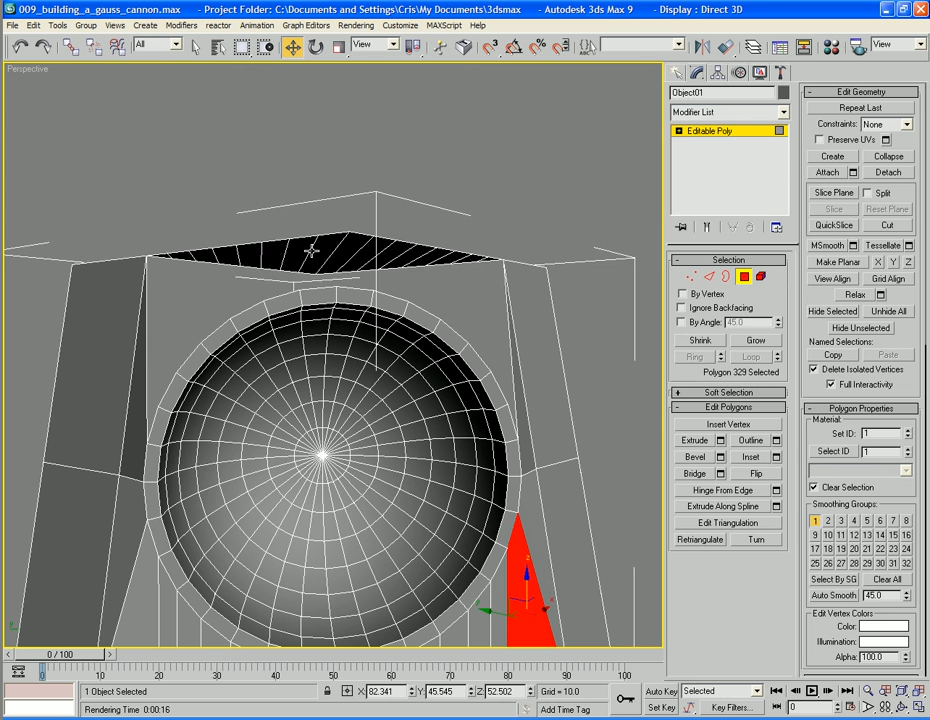 009_building_a_gauss_cannon.max - Project Folder: C:\Documents and Settings\Cris\My Documents\3dsmax - Autodesk 3ds Max 9 - Display : Direct 3D
File Edit Tools Group Views Create Modifiers reactor Animation Graph Editors Rendering Customize MAXScript Help
All View View
Perspective
Object01
Modifier List
Editable Poly
Selection
By Vertex
Ignore Backfacing
By Angle: 45.0
Shrink Grow
Ring Loop
Polygon 329 Selected
Soft Selection
Edit Polygons
Insert Vertex
Extrude Outline
Bevel Inset
Bridge Flip
Hinge From Edge
Extrude Along Spline
Edit Triangulation
Retriangulate Turn
Edit Geometry
Repeat Last
Constraints: None
Preserve UVs
Create Collapse
Attach Detach
Slice Plane Split
Slice Reset Plane
QuickSlice Cut
MSmooth Tessellate
Make Planar X Y Z
View Align Grid Align
Relax
Hide Selected Unhide All
Hide Unselected
Named Selections:
Copy Paste
Delete Isolated Vertices
Full Interactivity
Polygon Properties
Material:
Set ID: 1
Select ID 1
Clear Selection
Smoothing Groups:
1 2 3 4 5 6 7 8
9 10 11 12 13 14 15 16
17 18 19 20 21 22 23 24
25 26 27 28 29 30 31 32
Select By SG Clear All
Auto Smooth 45.0
Edit Vertex Colors
Color:
Illumination:
Alpha: 100.0
0 / 100
0 10 20 30 40 50 60 70 80 90 100
1 Object Selected X: 82.341 Y: 45.545 Z: 52.502 Grid = 10.0 Auto Key Selected
Rendering Time 0:00:16 Add Time Tag Set Key Key Filters... 0